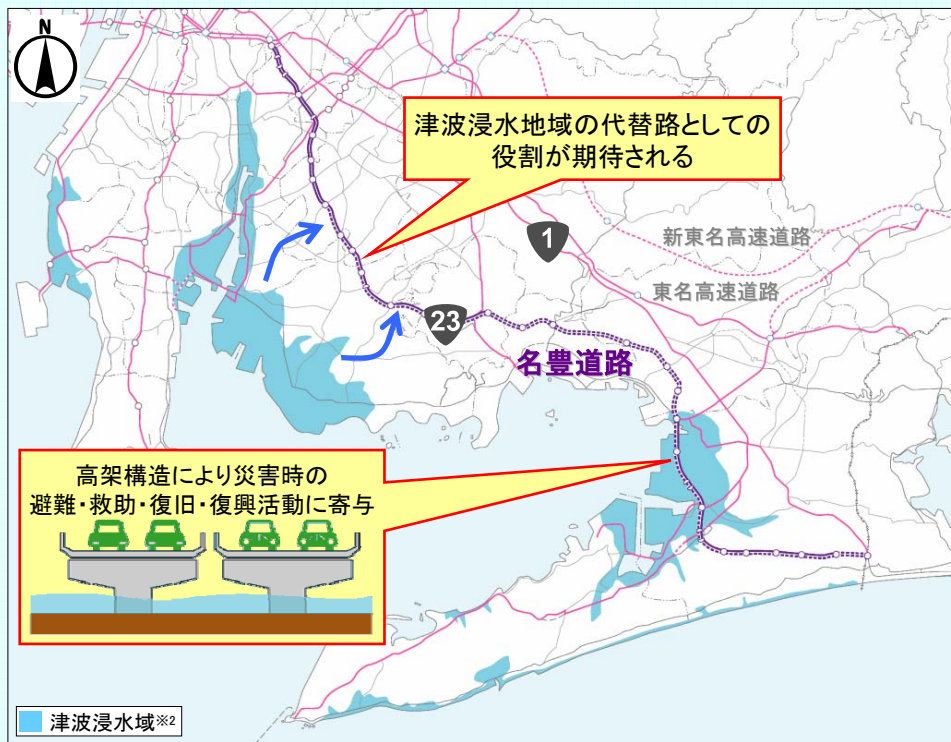 N
津波浸水地域の代替路としての
役割が期待される
1
新東名高速道路
東名高速道路
23
名豊道路
高架構造により災害時の
避難・救助・復旧・復興活動に寄与
津波浸水域※2